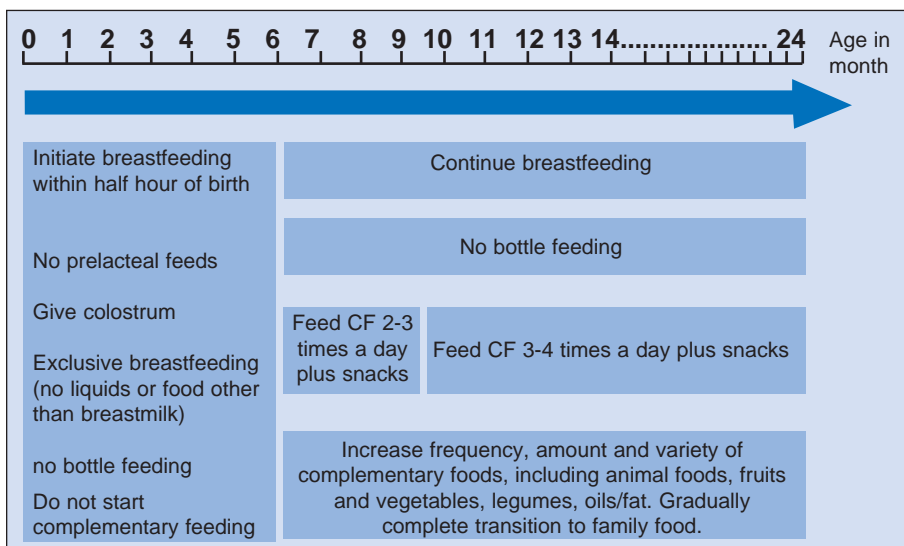 0 1 2 3 4 5 6 7 8 9 10 11 12 13 14................... 24
Age in
month
Initiate breastfeeding
within half hour of birth
No prelacteal feeds
Give colostrum
Exclusive breastfeeding
(no liquids or food other
than breastmilk)
no bottle feeding
Do not start
complementary feeding
Continue breastfeeding
No bottle feeding
Feed CF 2-3
times a day
plus snacks
Feed CF 3-4 times a day plus snacks
Increase frequency, amount and variety of
complementary foods, including animal foods, fruits
and vegetables, legumes, oils/fat. Gradually
complete transition to family food.